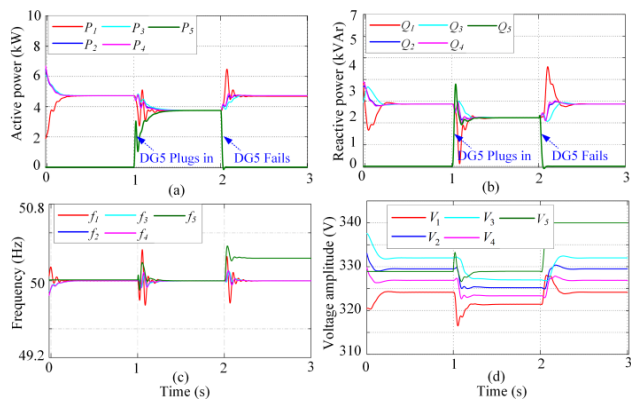 Active power (kW)
10
8
6
4
2
0
P1 P3 P5
P2 P4
DG5 Plugs in
DG5 Fails
0 1 2 3
(a)
Reactive power (kVAr)
6
4
2
0
Q1 Q3 Q5
Q2 Q4
DG5 Plugs in
DG5 Fails
0 1 2 3
(b)
Frequency (Hz)
50.8
50
49.2
f1 f3 f5
f2 f4
0 1 2 3
(c)
Time (s)
Voltage amplitude (V)
340
330
320
310
V1 V3 V5
V2 V4
0 1 2 3
(d)
Time (s)